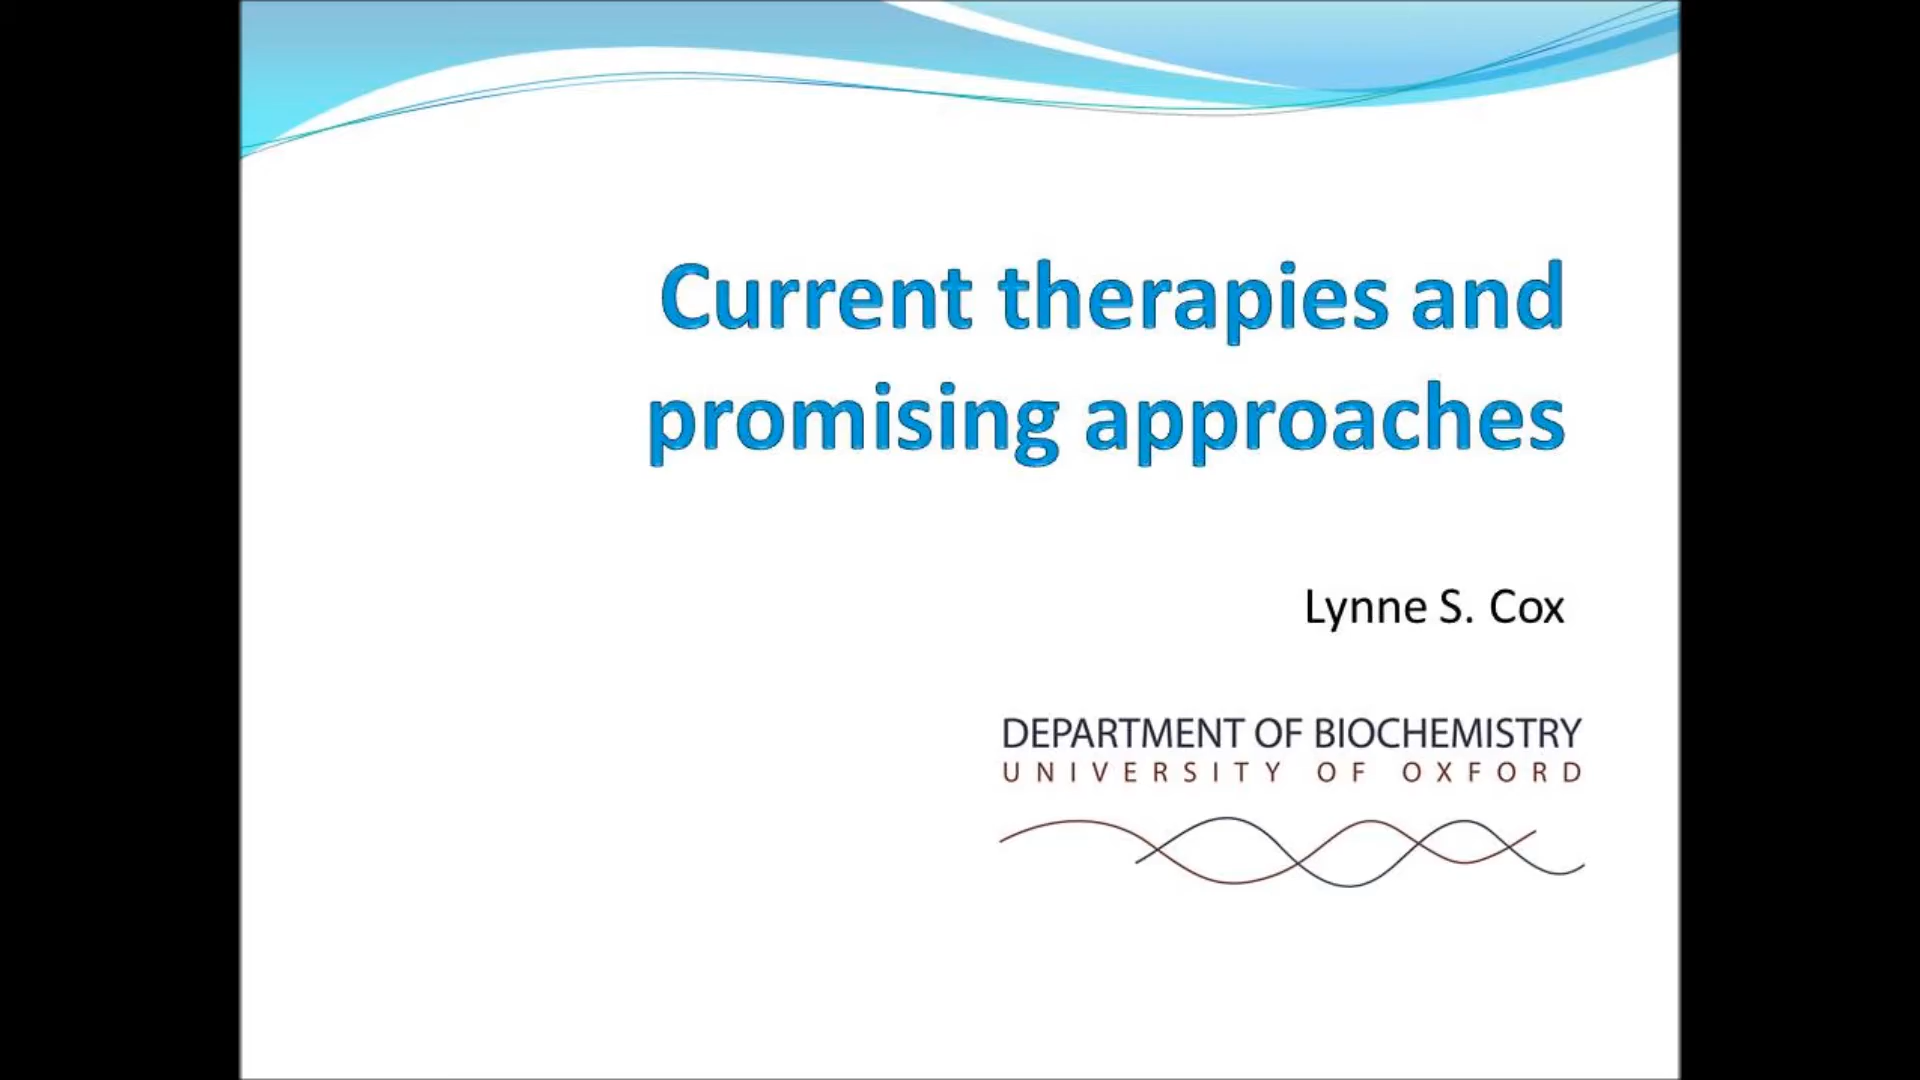 Current therapies and
promising approaches
Lynne S. Cox
DEPARTMENT OF BIOCHEMISTRY
UNIVERSITY OF OXFORD